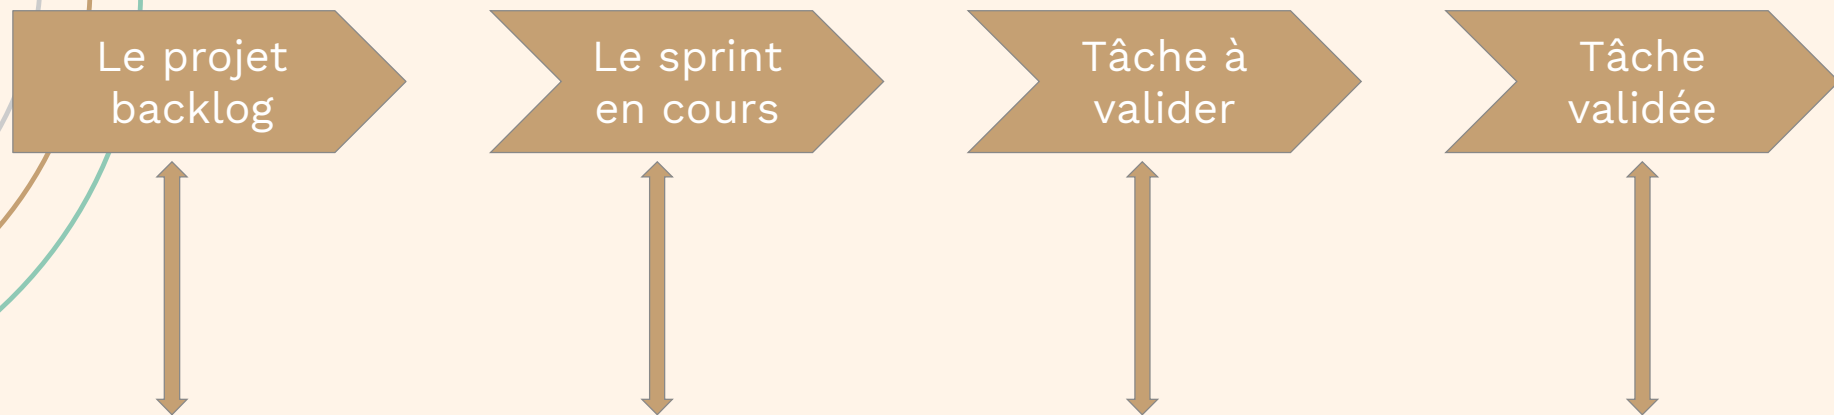 Le projet
backlog
Le sprint
en cours
Tâche à
valider
Tâche
validée